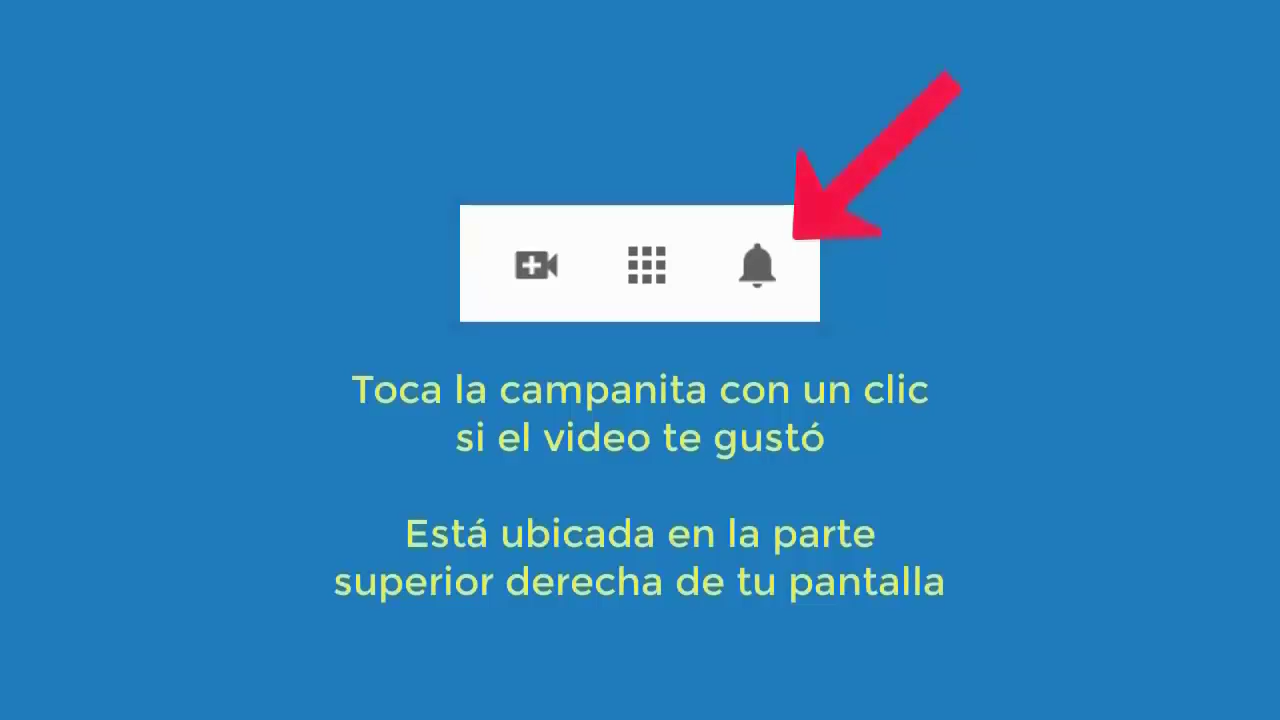 Toca la campanita con un clic
si el video te gustó
Está ubicada en la parte
superior derecha de tu pantalla